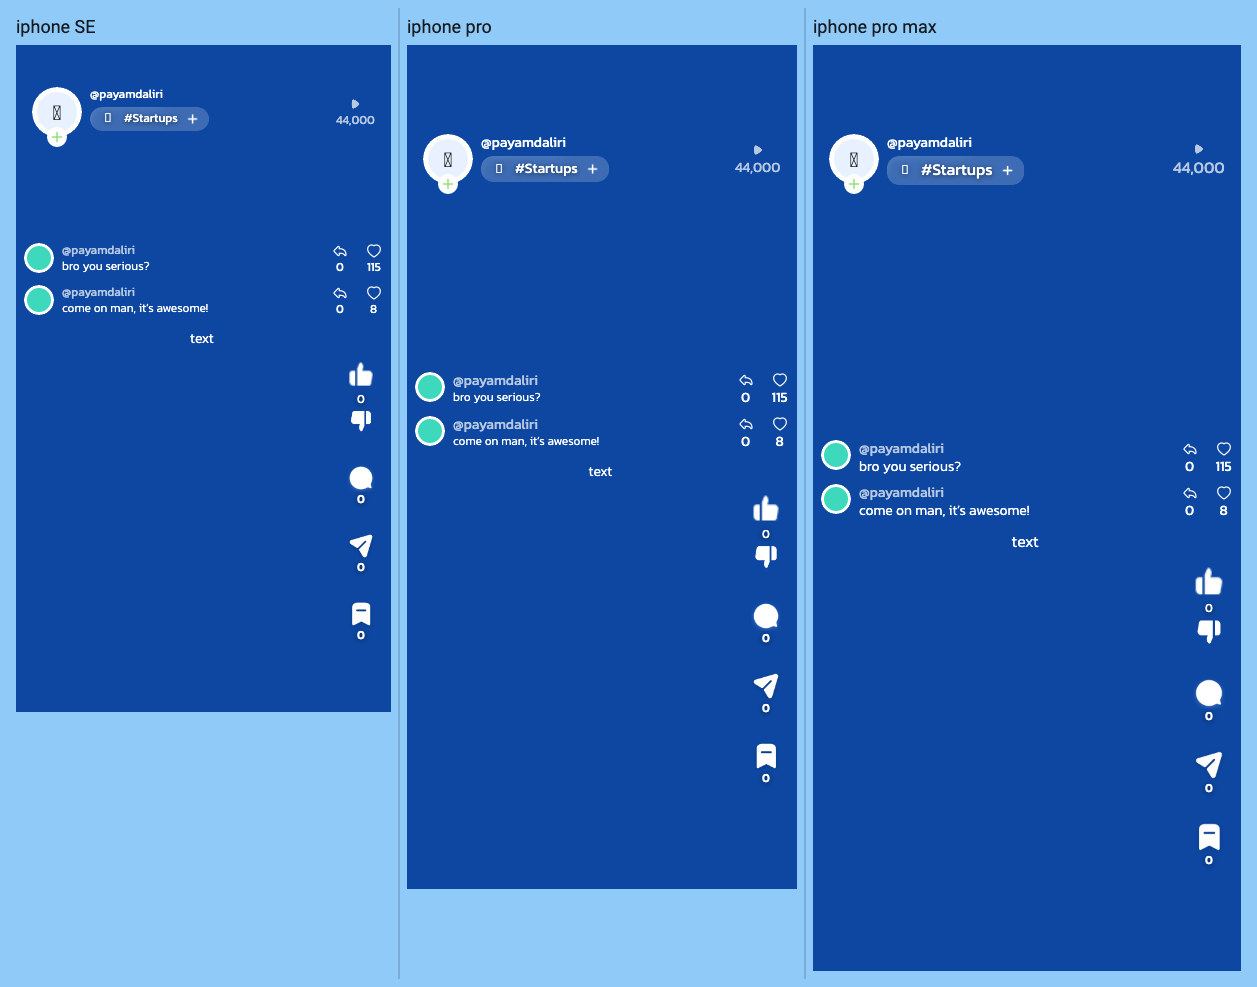 iphone SE
@payamdaliri
#Startups +
44,000
@payamdaliri
bro you serious?
0 115
@payamdaliri
come on man, it's awesome!
0 8
text
0
0
0
0
iphone pro
@payamdaliri
#Startups +
44,000
@payamdaliri
bro you serious?
0 115
@payamdaliri
come on man, it's awesome!
0 8
text
0
0
0
0
iphone pro max
@payamdaliri
#Startups +
44,000
@payamdaliri
bro you serious?
0 115
@payamdaliri
come on man, it's awesome!
0 8
text
0
0
0
0